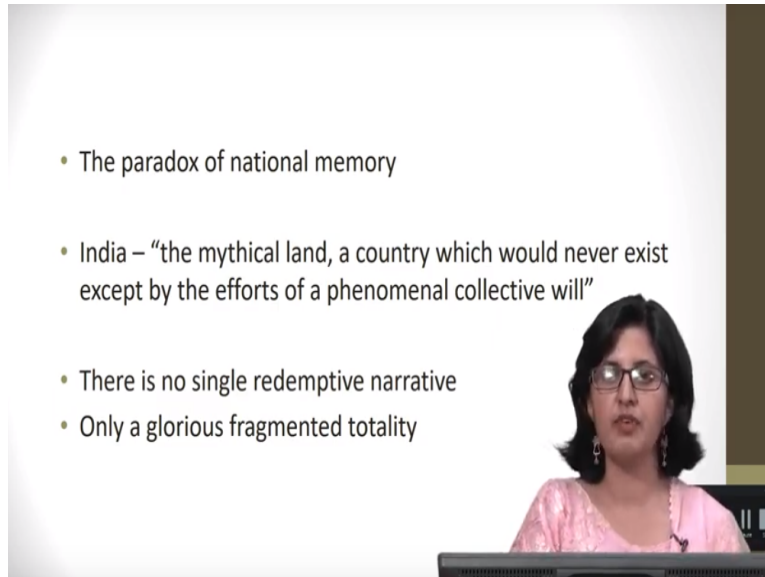 • The paradox of national memory
• India – “the mythical land, a country which would never exist
except by the efforts of a phenomenal collective will”
• There is no single redemptive narrative
• Only a glorious fragmented totality